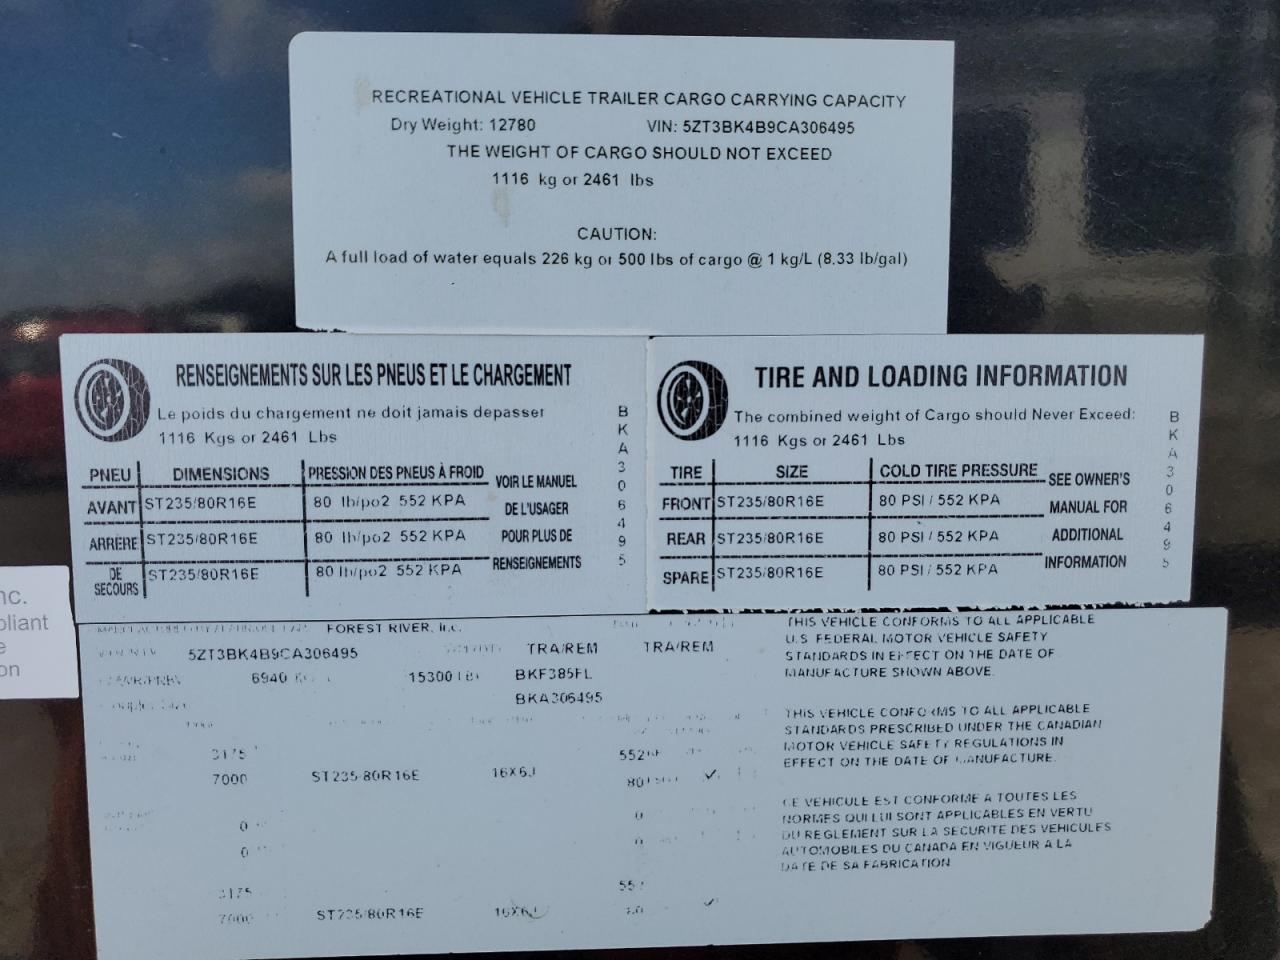 RECREATIONAL VEHICLE TRAILER CARGO CARRYING CAPACITY
Dry Weight: 12780 VIN: 5ZT3BK4B9CA306495
THE WEIGHT OF CARGO SHOULD NOT EXCEED
1116 kg or 2461 lbs
CAUTION:
A full load of water equals 226 kg or 500 lbs of cargo @ 1 kg/L (8.33 lb/gal)
RENSEIGNEMENTS SUR LES PNEUS ET LE CHARGEMENT
Le poids du chargement ne doit jamais depasser
1116 Kgs or 2461 Lbs
PNEU DIMENSIONS PRESSION DES PNEUS À FROID
AVANT ST235/80R16E 80 lb/po2 552 KPA
ARRIÈRE ST235/80R16E 80 lb/po2 552 KPA
DE SECOURS ST235/80R16E 80 lb/po2 552 KPA
VOIR LE MANUEL
DE L'USAGER
POUR PLUS DE
RENSEIGNEMENTS
BKA306495
TIRE AND LOADING INFORMATION
The combined weight of Cargo should Never Exceed:
1116 Kgs or 2461 Lbs
TIRE SIZE COLD TIRE PRESSURE
FRONT ST235/80R16E 80 PSI / 552 KPA
REAR ST235/80R16E 80 PSI / 552 KPA
SPARE ST235/80R16E 80 PSI / 552 KPA
SEE OWNER'S
MANUAL FOR
ADDITIONAL
INFORMATION
BKA306495
nc.
pliant
e
on
FOREST RIVER, Inc.
5ZT3BK4B9CA306495 TRA/REM TRA/REM
6940 15300 BKF385FL
BKA306495
3175 552
7000 ST235/80R16E 16X6J 80
0 0
0 0
3175
7000 ST235/80R16E 16X6J
THIS VEHICLE CONFORMS TO ALL APPLICABLE
U.S. FEDERAL MOTOR VEHICLE SAFETY
STANDARDS IN EFFECT ON THE DATE OF
MANUFACTURE SHOWN ABOVE.
THIS VEHICLE CONFORMS TO ALL APPLICABLE
STANDARDS PRESCRIBED UNDER THE CANADIAN
MOTOR VEHICLE SAFETY REGULATIONS IN
EFFECT ON THE DATE OF MANUFACTURE.
CE VEHICULE EST CONFORME A TOUTES LES
NORMES QUI LUI SONT APPLICABLES EN VERTU
DU REGLEMENT SUR LA SECURITE DES VEHICULES
AUTOMOBILES DU CANADA EN VIGUEUR A LA
DATE DE SA FABRICATION